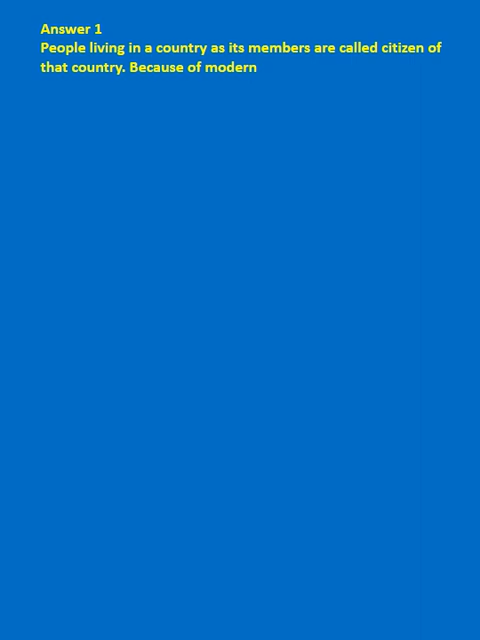 Answer 1
People living in a country as its members are called citizen of
that country. Because of modern